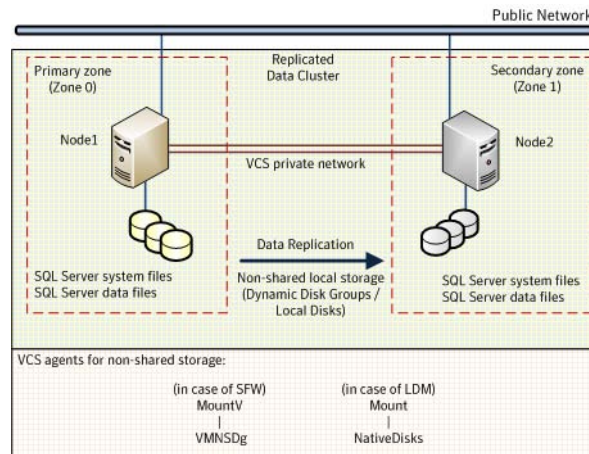 Public Network
Replicated
Data Cluster
Primary zone
(Zone 0)
Secondary zone
(Zone 1)
Node1
Node2
VCS private network
Data Replication
Non-shared local storage
(Dynamic Disk Groups /
Local Disks)
SQL Server system files
SQL Server data files
SQL Server system files
SQL Server data files
VCS agents for non-shared storage:
(in case of SFW)
MountV
|
VMNSDg
(in case of LDM)
Mount
|
NativeDisks